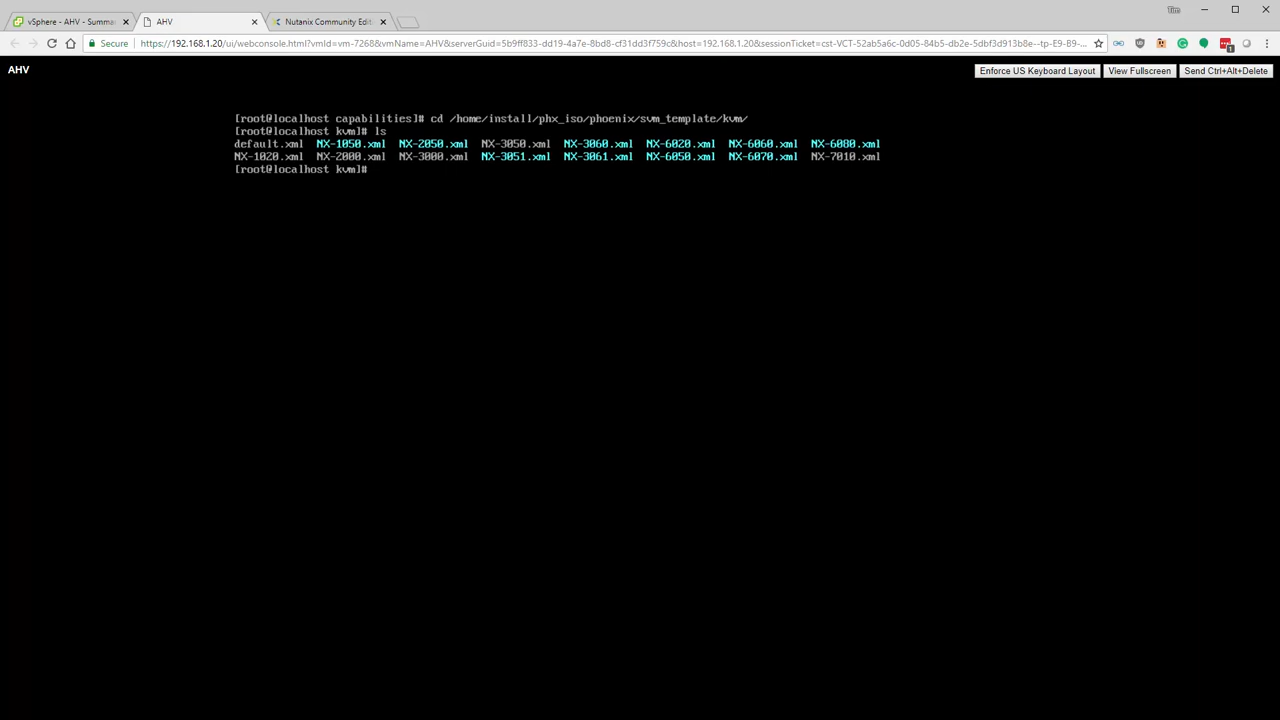 vSphere - AHV - Summa
AHV
Nutanix Community Edit
Tim
Secure
https://192.168.1.20/ui/webconsole.html?vmId=vm-7268&vmName=AHV&serverGuid=5b9ff833-dd19-4a7e-8bd8-cf31dd3f759c&host=192.168.1.20&sessionTicket=cst-VCT-52ab5a6c-0d05-84b5-db2e-5dbf3d913b8e--tp-E9-B9-...
AHV
Enforce US Keyboard Layout
View Fullscreen
Send Ctrl+Alt+Delete
[root@localhost capabilities]# cd /home/install/phx_iso/phoenix/svm_template/kvm/
[root@localhost kvm]# ls
default.xml NX-1050.xml NX-2050.xml NX-3050.xml NX-3060.xml NX-6020.xml NX-6060.xml NX-6080.xml
NX-1020.xml NX-2000.xml NX-3000.xml NX-3051.xml NX-3061.xml NX-6050.xml NX-6070.xml NX-7010.xml
[root@localhost kvm]#